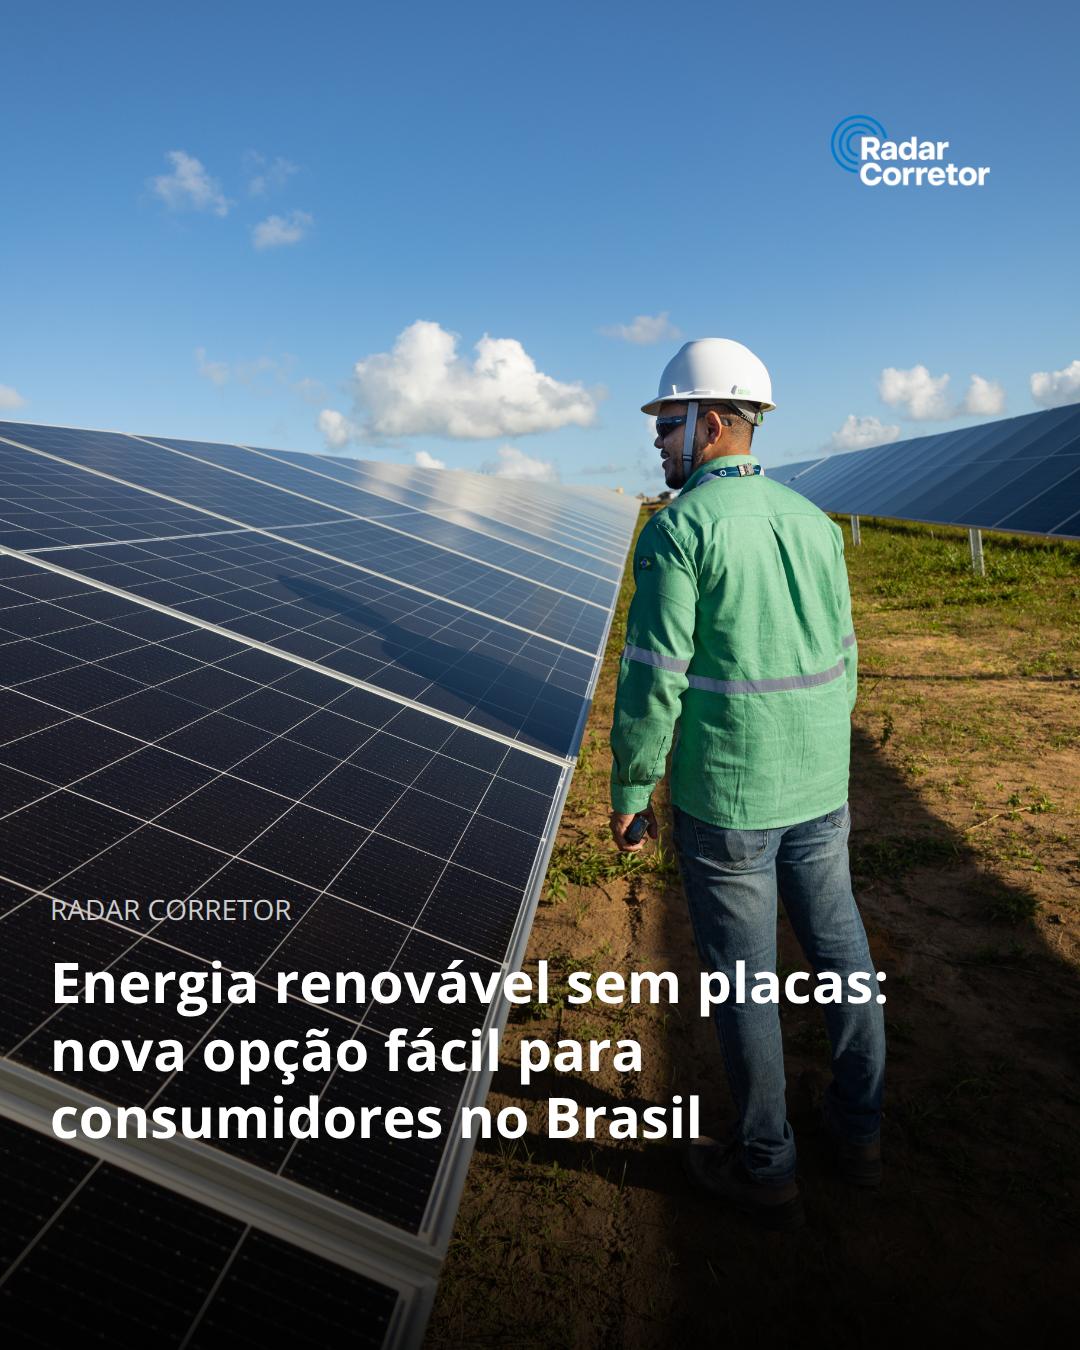 Radar
Corretor
RADAR CORRETOR
Energia renovável sem placas:
nova opção fácil para
consumidores no Brasil